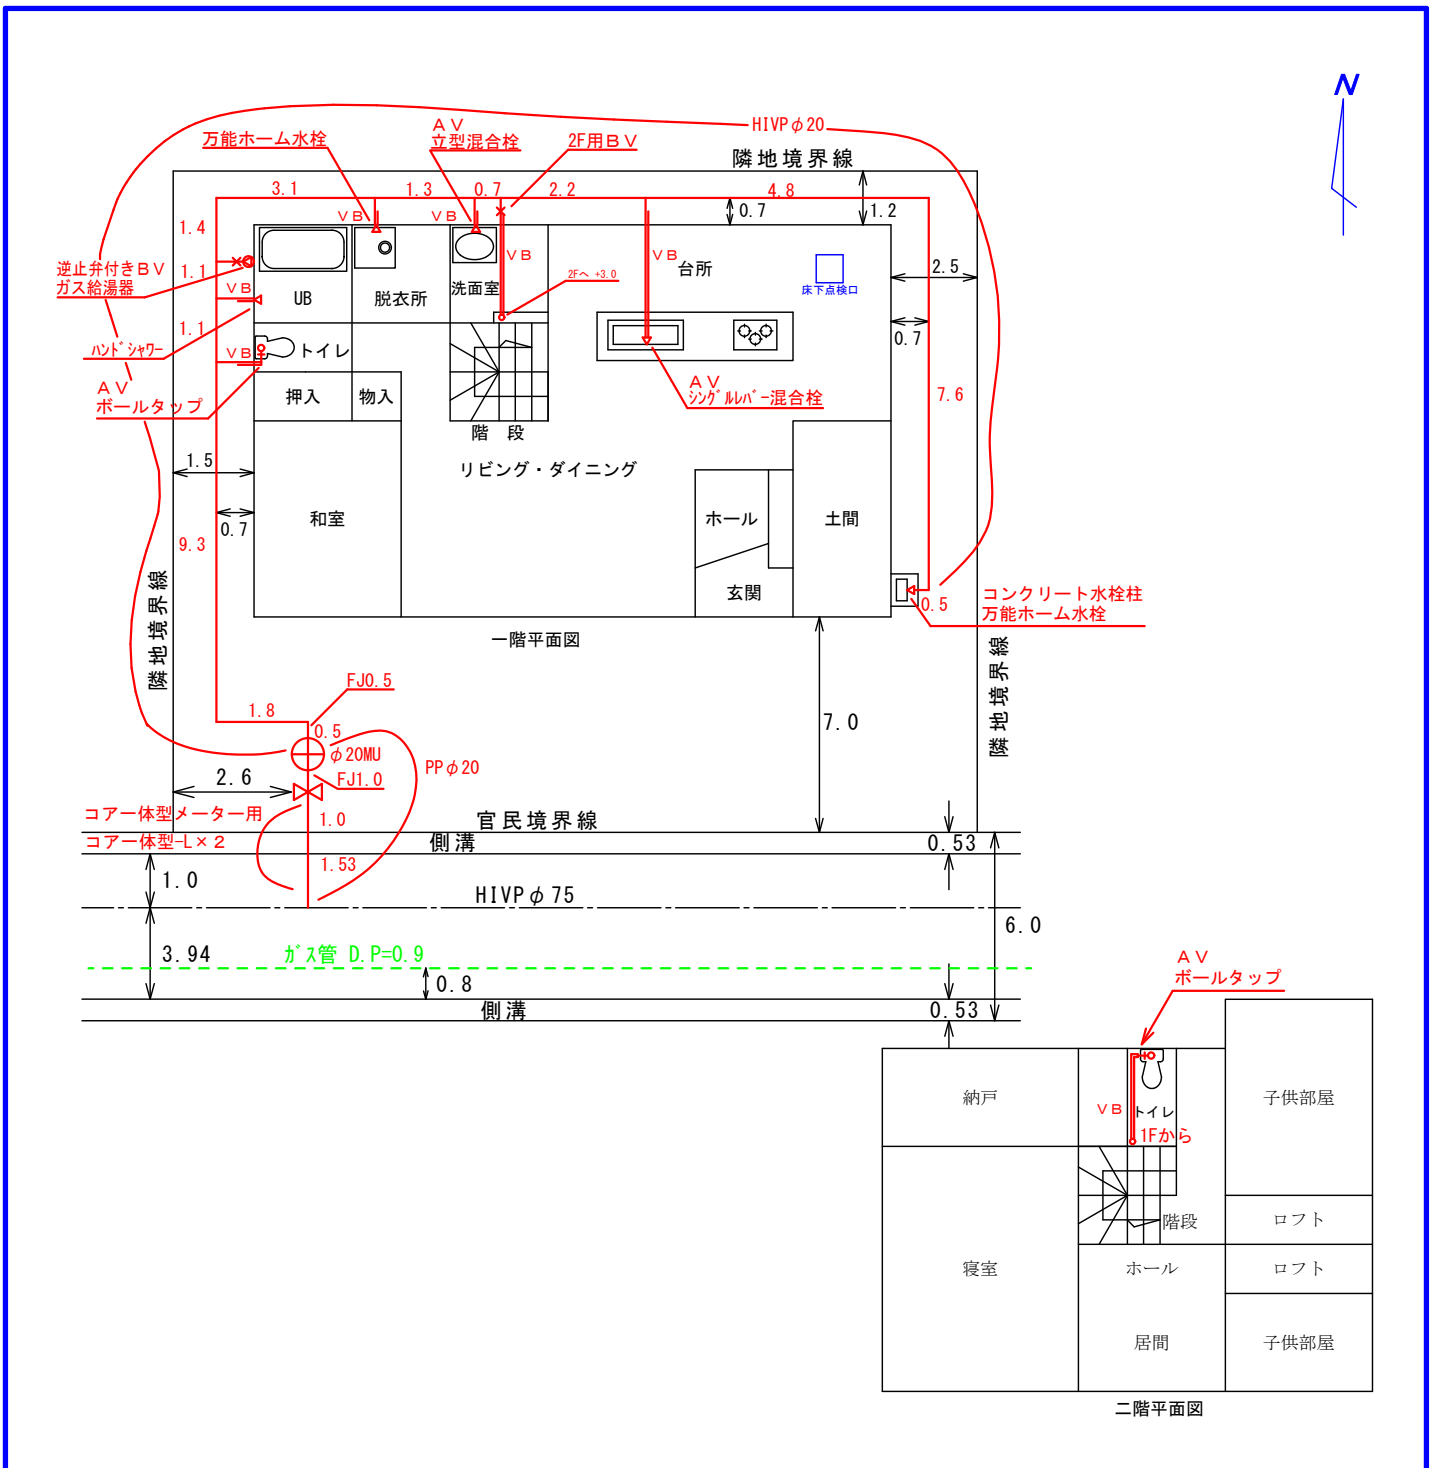 N
HIVPφ20
万能ホーム水栓
AV
立型混合栓
2F用BV
隣地境界線
3.1
1.3
0.7
2.2
4.8
VB
VB
0.7
1.2
1.4
逆止弁付きBV
ガス給湯器
1.1
VB
UB
脱衣所
洗面室
VB
2Fへ +3.0
VB
台所
床下点検口
2.5
1.1
ハンドシャワー
VB
トイレ
0.7
AV
ボールタップ
押入
物入
AV
シングルレバー混合栓
7.6
階 段
1.5
リビング・ダイニング
0.7
9.3
和室
ホール
土間
隣地境界線
玄関
0.5
コンクリート水栓柱
万能ホーム水栓
一階平面図
隣地境界線
FJ0.5
1.8
0.5
φ20MU
7.0
2.6
FJ1.0
PPφ20
コアー体型メーター用
1.0
官民境界線
コアー体型-L×2
側溝
0.53
1.53
1.0
HIVPφ75
6.0
3.94
ガス管 D.P=0.9
0.8
側溝
0.53
AV
ボールタップ
納戸
VB
トイレ
1Fから
子供部屋
階段
ロフト
寝室
ホール
ロフト
居間
子供部屋
二階平面図